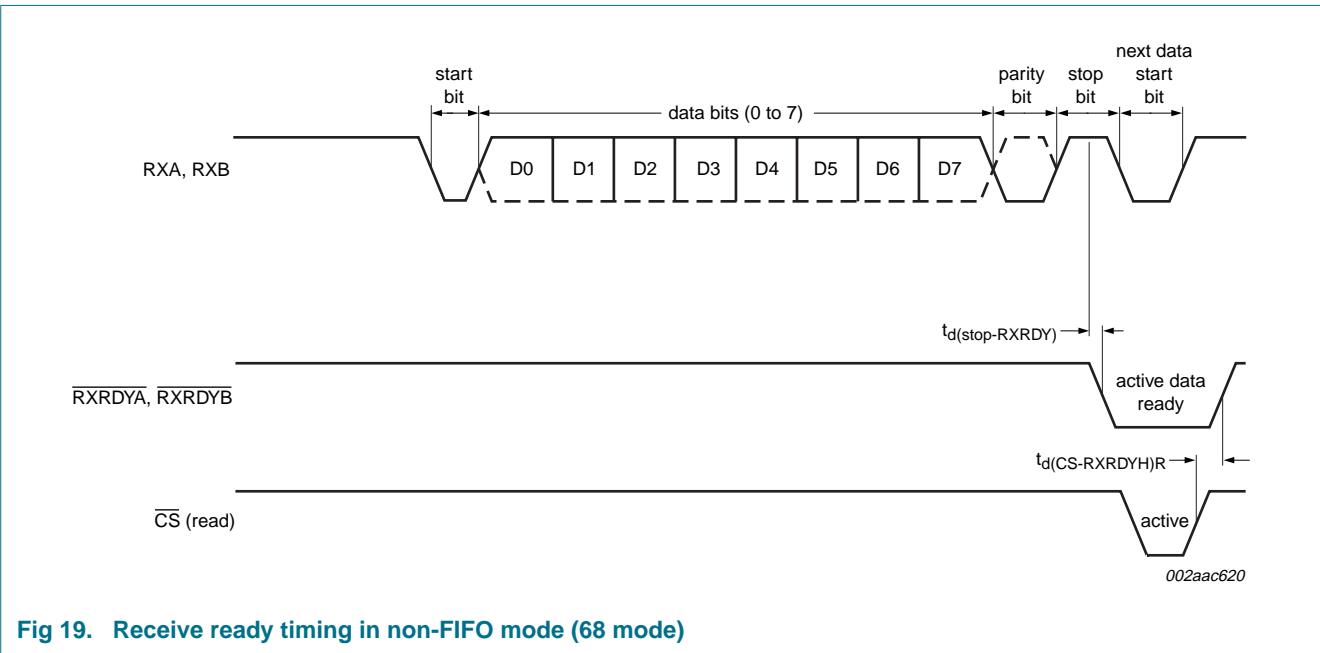 next data
start
bit
parity
bit
stop
bit
start
bit
data bits (0 to 7)
RXA, RXB
D0 D1 D2 D3 D4 D5 D6 D7
td(stop-RXRDY)
RXRDYA, RXRDYB
active data
ready
td(CS-RXRDYH)R
CS (read)
active
002aac620
Fig 19. Receive ready timing in non-FIFO mode (68 mode)